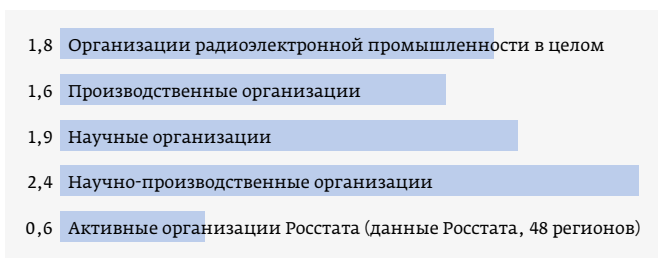 1,8 Организации радиоэлектронной промышленности в целом
1,6 Производственные организации
1,9 Научные организации
2,4 Научно-производственные организации
0,6 Активные организации Росстата (данные Росстата, 48 регионов)